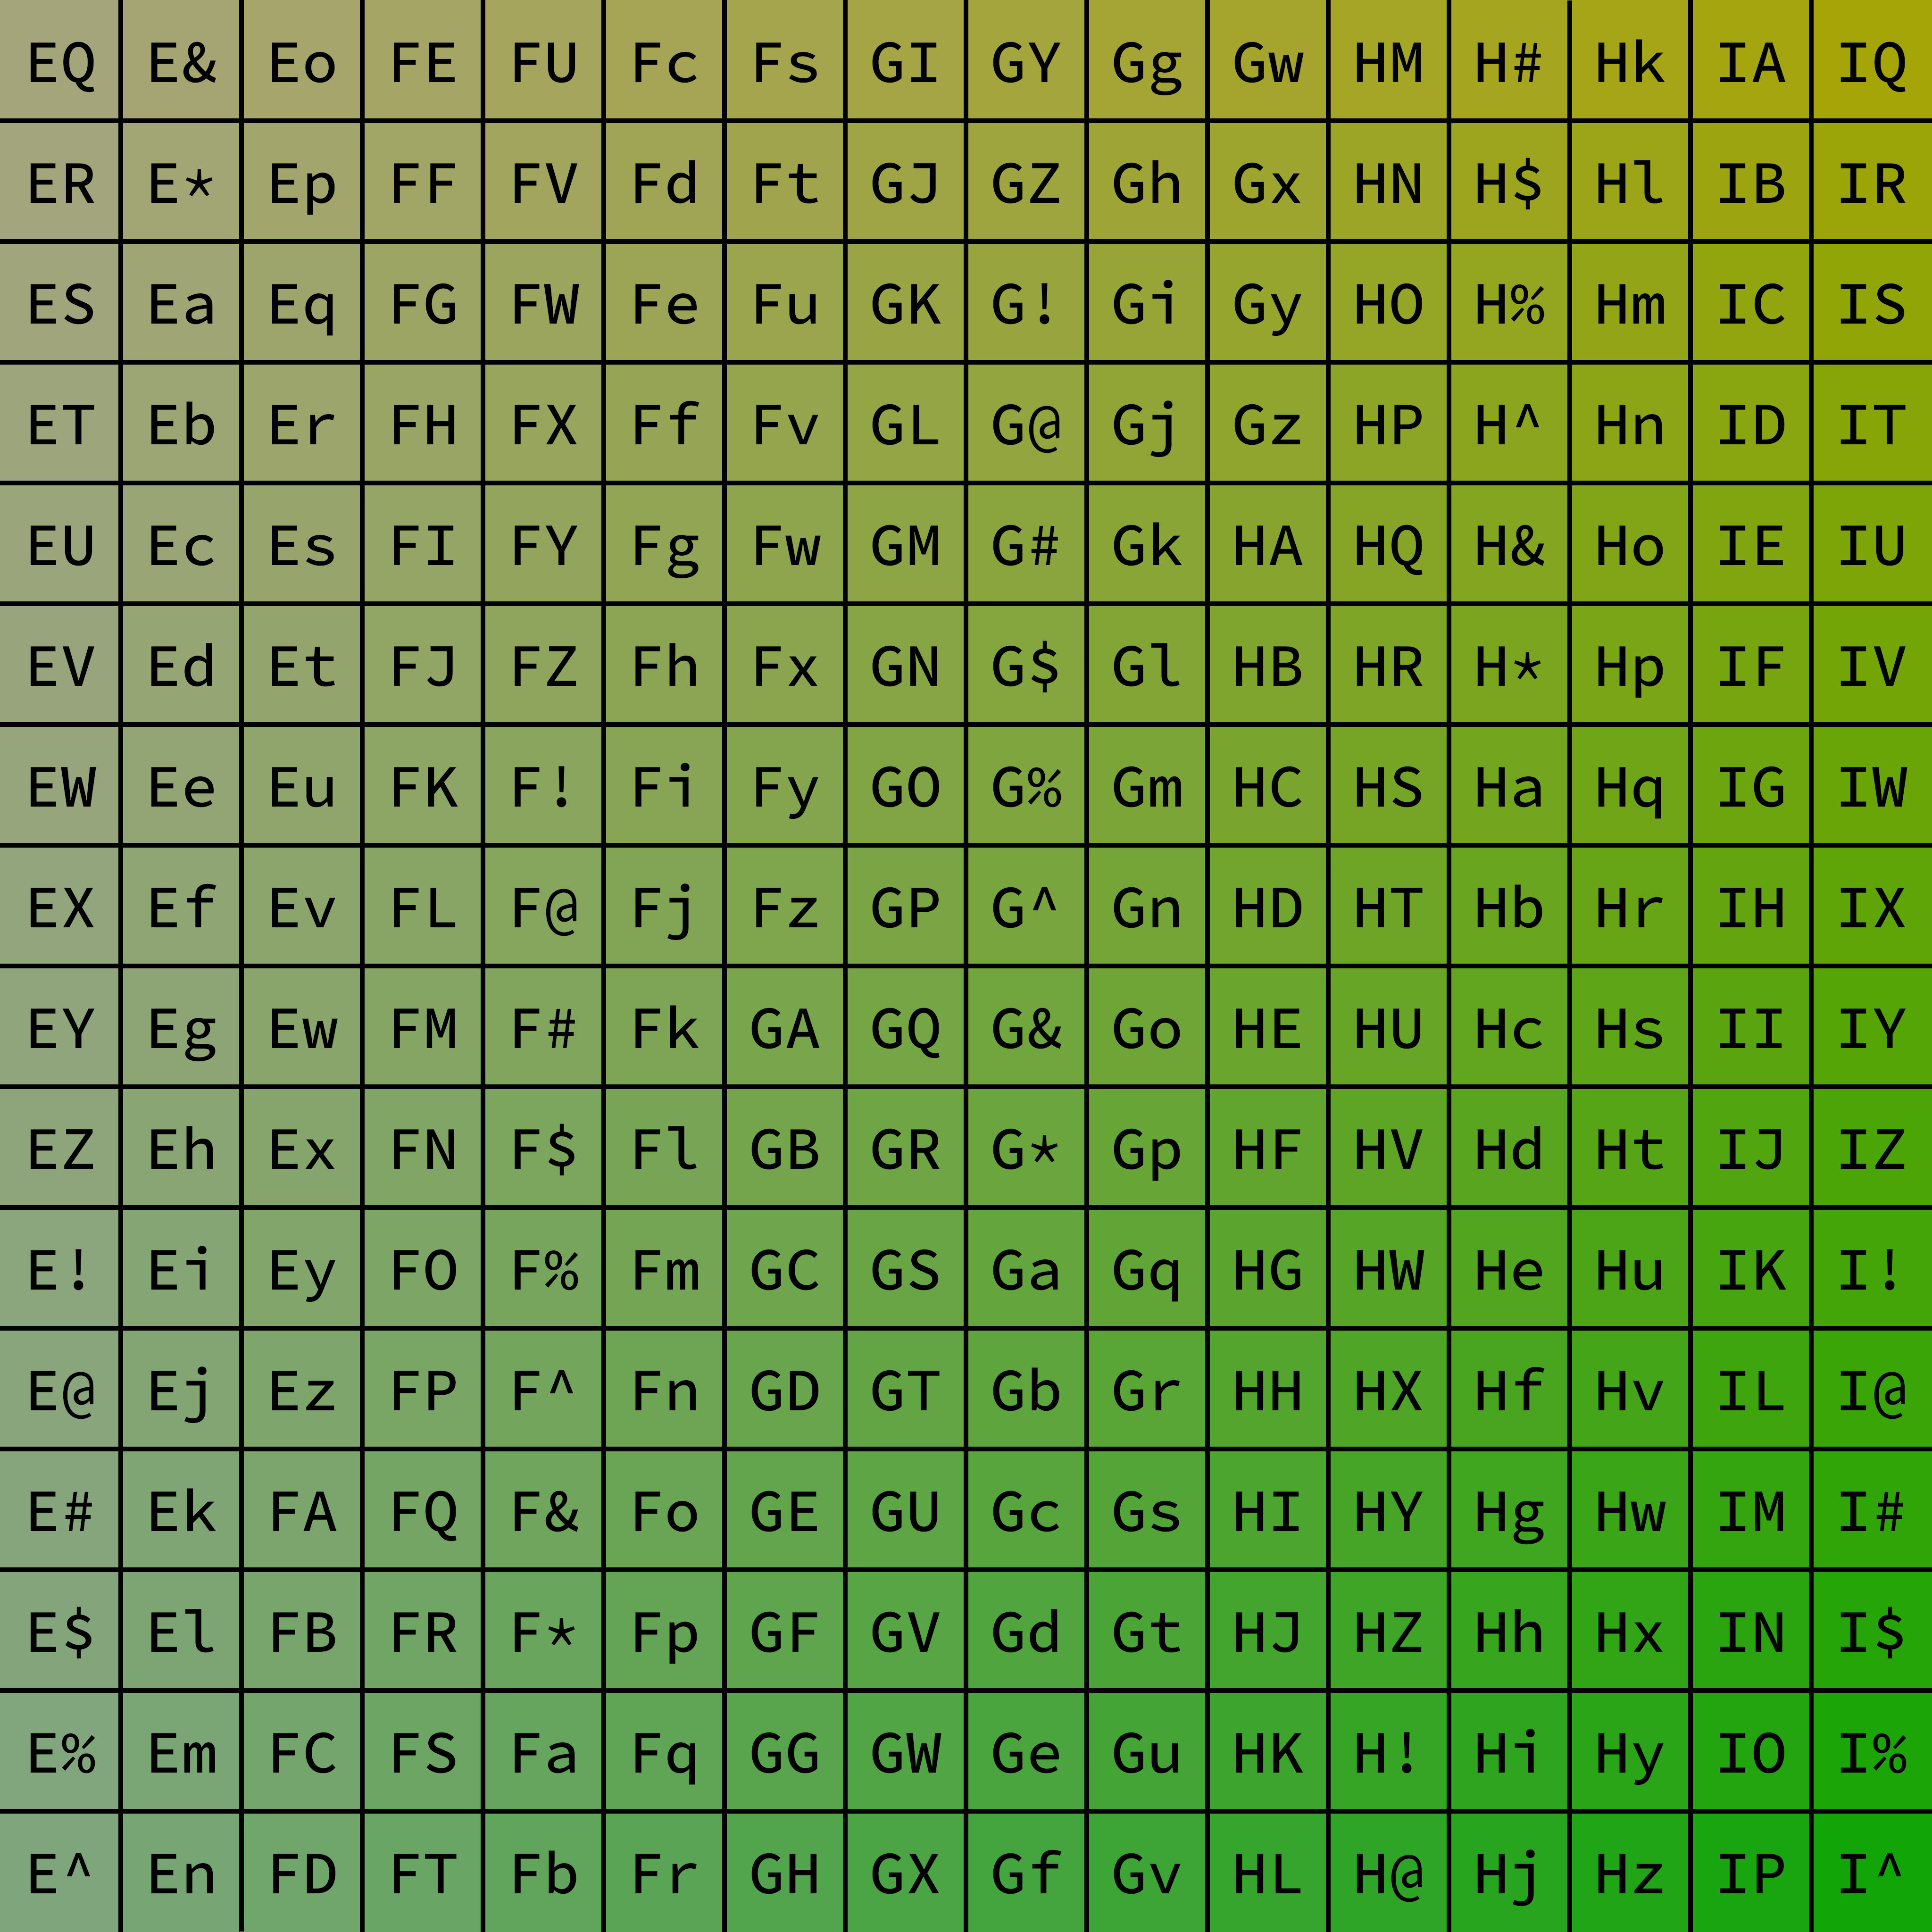 EQ E& Eo FE FU Fc Fs GI GY Gg Gw HM H# Hk IA IQ
ER E* Ep FF FV Fd Ft GJ GZ Gh Gx HN H$ Hl IB IR
ES Ea Eq FG FW Fe Fu GK G! Gi Gy HO H% Hm IC IS
ET Eb Er FH FX Ff Fv GL G@ Gj Gz HP H^ Hn ID IT
EU Ec Es FI FY Fg Fw GM G# Gk HA HQ H& Ho IE IU
EV Ed Et FJ FZ Fh Fx GN G$ Gl HB HR H* Hp IF IV
EW Ee Eu FK F! Fi Fy GO G% Gm HC HS Ha Hq IG IW
EX Ef Ev FL F@ Fj Fz GP G^ Gn HD HT Hb Hr IH IX
EY Eg Ew FM F# Fk GA GQ G& Go HE HU Hc Hs II IY
EZ Eh Ex FN F$ Fl GB GR G* Gp HF HV Hd Ht IJ IZ
E! Ei Ey FO F% Fm GC GS Ga Gq HG HW He Hu IK I!
E@ Ej Ez FP F^ Fn GD GT Gb Gr HH HX Hf Hv IL I@
E# Ek FA FQ F& Fo GE GU Gc Gs HI HY Hg Hw IM I#
E$ El FB FR F* Fp GF GV Gd Gt HJ HZ Hh Hx IN I$
E% Em FC FS Fa Fq GG GW Ge Gu HK H! Hi Hy IO I%
E^ En FD FT Fb Fr GH GX Gf Gv HL H@ Hj Hz IP I^